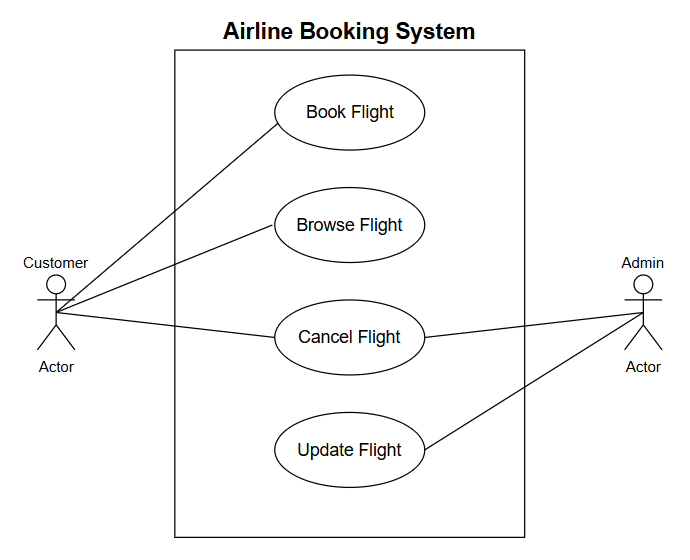 Airline Booking System
Book Flight
Browse Flight
Customer
Admin
Cancel Flight
Actor
Actor
Update Flight